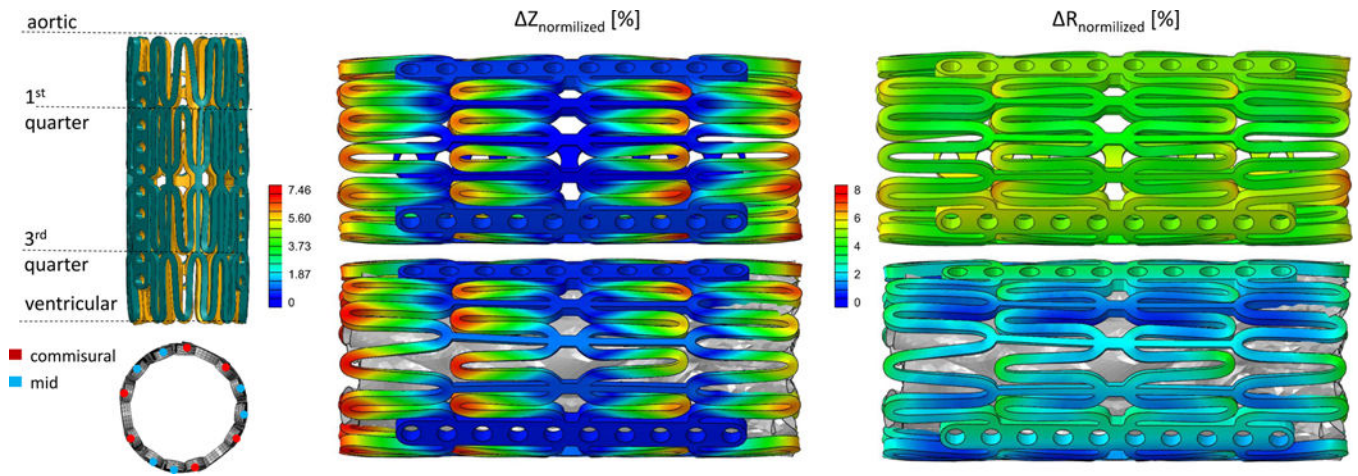 aortic
1st
quarter
3rd
quarter
ventricular
commisural
mid
ΔZnormilized [%]
7.46
5.60
3.73
1.87
0
ΔRnormilized [%]
8
6
4
2
0